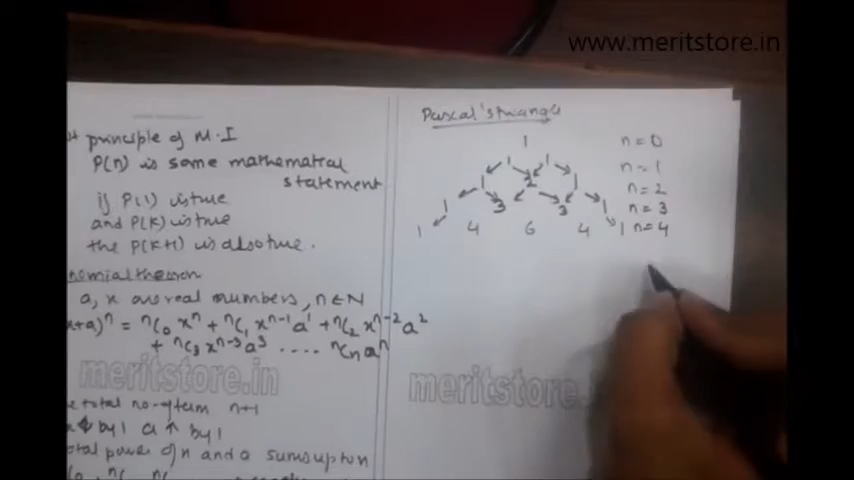 www.meritstore.in
principle of M.I
P(n) is some mathematical
statement
if P(1) is true
and P(K) is true
the P(K+1) is also true.
nomial theorem
a, x are real numbers, n ∈ N
x+a)ⁿ = ⁿC₀ xⁿ + ⁿC₁ xⁿ⁻¹ a¹ + ⁿC₂ xⁿ⁻² a²
+ ⁿC₃ xⁿ⁻³ a³ .... ⁿCₙ aⁿ
meritstore.in
e total no of term n+1
by 1 a ↑ by 1
otal power of n and a sums up to n
Pascal's triangle
1 n = 0
1 1 n = 1
1 2 1 n = 2
1 3 3 1 n = 3
1 4 6 4 1 n = 4
meritstore.in